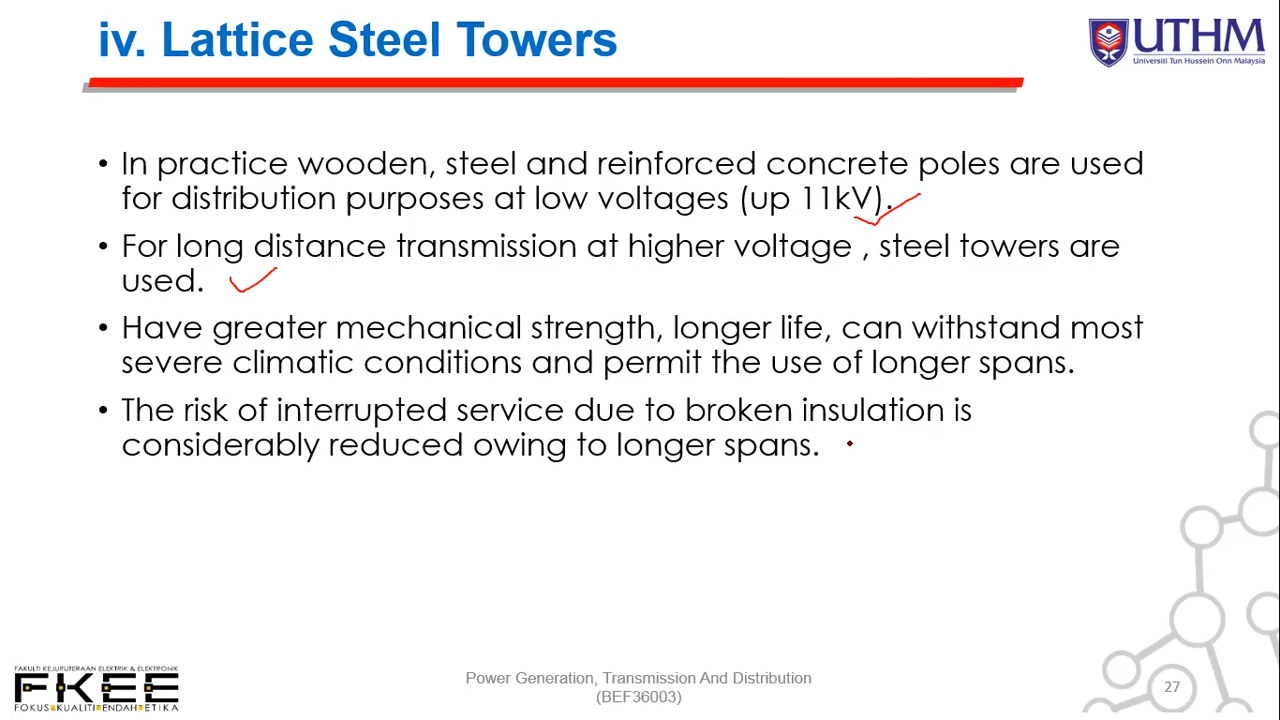 iv. Lattice Steel Towers
UTHM
Universiti Tun Hussein Onn Malaysia
• In practice wooden, steel and reinforced concrete poles are used
for distribution purposes at low voltages (up 11kV).
• For long distance transmission at higher voltage , steel towers are
used.
• Have greater mechanical strength, longer life, can withstand most
severe climatic conditions and permit the use of longer spans.
• The risk of interrupted service due to broken insulation is
considerably reduced owing to longer spans.
FAKULTI KEJURUTERAAN ELEKTRIK & ELEKTRONIK
FKEE
FOKUS KUALITI ENDAH ETIKA
Power Generation, Transmission And Distribution
(BEF36003)
27